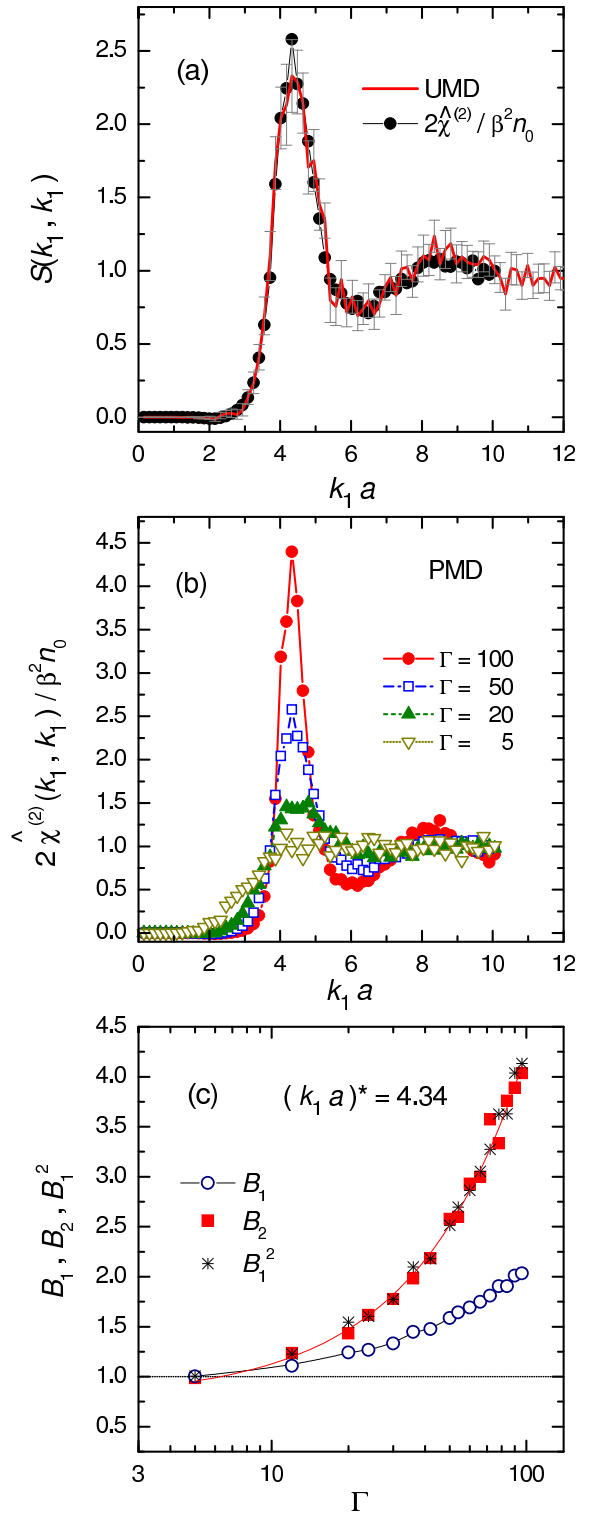 (a)
UMD
2χ̂⁽²⁾ / β²n₀
S(k₁ , k₁ )
2.5
2.0
1.5
1.0
0.5
0.0
0 2 4 6 8 10 12
k₁ a
(b)
PMD
Γ = 100
Γ = 50
Γ = 20
Γ = 5
2 χ̂⁽²⁾(k₁ , k₁ ) / β²n₀
4.5
4.0
3.5
3.0
2.5
2.0
1.5
1.0
0.5
0.0
0 2 4 6 8 10 12
k₁ a
(c)
( k₁ a )* = 4.34
B₁
B₂
B₁²
B₁ , B₂ , B₁²
4.5
4.0
3.5
3.0
2.5
2.0
1.5
1.0
0.5
3 10 100
Γ